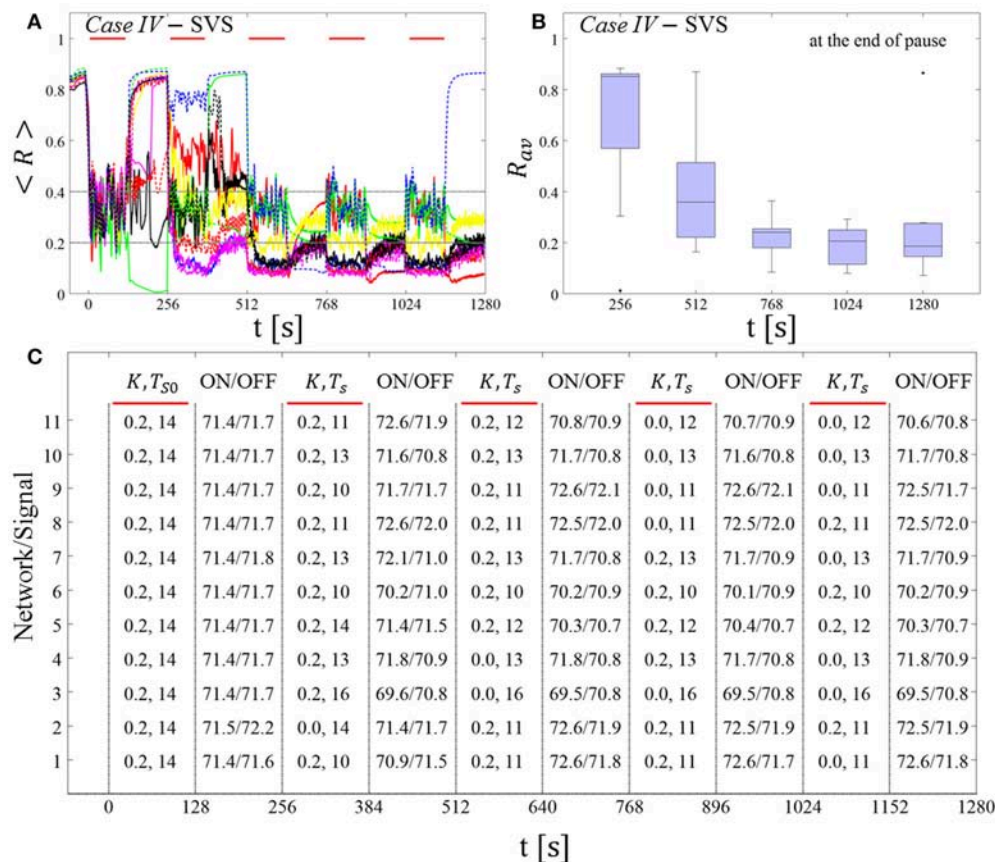 A
Case IV – SVS
1
0.8
0.6
0.4
0.2
0
< R >
0 256 512 768 1024 1280
t [s]
B
Case IV – SVS
at the end of pause
1
0.8
0.6
0.4
0.2
0
R_av
256 512 768 1024 1280
t [s]
C
K,T_S0 ON/OFF K,T_s ON/OFF K,T_s ON/OFF K,T_s ON/OFF K,T_s ON/OFF
11 0.2, 14 71.4/71.7 0.2, 11 72.6/71.9 0.2, 12 70.8/70.9 0.0, 12 70.7/70.9 0.0, 12 70.6/70.8
10 0.2, 14 71.4/71.7 0.2, 13 71.6/70.8 0.2, 13 71.7/70.8 0.0, 13 71.6/70.8 0.0, 13 71.7/70.8
9 0.2, 14 71.4/71.7 0.2, 10 71.7/71.7 0.2, 11 72.6/72.1 0.0, 11 72.6/72.1 0.0, 11 72.5/71.7
8 0.2, 14 71.4/71.7 0.2, 11 72.6/72.0 0.2, 11 72.5/72.0 0.0, 11 72.5/72.0 0.2, 11 72.5/72.0
7 0.2, 14 71.4/71.8 0.2, 13 72.1/71.0 0.2, 13 71.7/70.8 0.2, 13 71.7/70.9 0.0, 13 71.7/70.9
6 0.2, 14 71.4/71.7 0.2, 10 70.2/71.0 0.2, 10 70.2/70.9 0.2, 10 70.1/70.9 0.2, 10 70.2/70.9
5 0.2, 14 71.4/71.7 0.2, 14 71.4/71.5 0.2, 12 70.3/70.7 0.2, 12 70.4/70.7 0.2, 12 70.3/70.7
4 0.2, 14 71.4/71.7 0.2, 13 71.8/70.9 0.0, 13 71.8/70.8 0.2, 13 71.7/70.8 0.0, 13 71.8/70.9
3 0.2, 14 71.4/71.7 0.2, 16 69.6/70.8 0.0, 16 69.5/70.8 0.0, 16 69.5/70.8 0.0, 16 69.5/70.8
2 0.2, 14 71.5/72.2 0.0, 14 71.4/71.7 0.2, 11 72.6/71.9 0.2, 11 72.5/71.9 0.2, 11 72.5/71.9
1 0.2, 14 71.4/71.6 0.2, 10 70.9/71.5 0.2, 11 72.6/71.8 0.2, 11 72.6/71.7 0.0, 11 72.6/71.8
Network/Signal
0 128 256 384 512 640 768 896 1024 1152 1280
t [s]